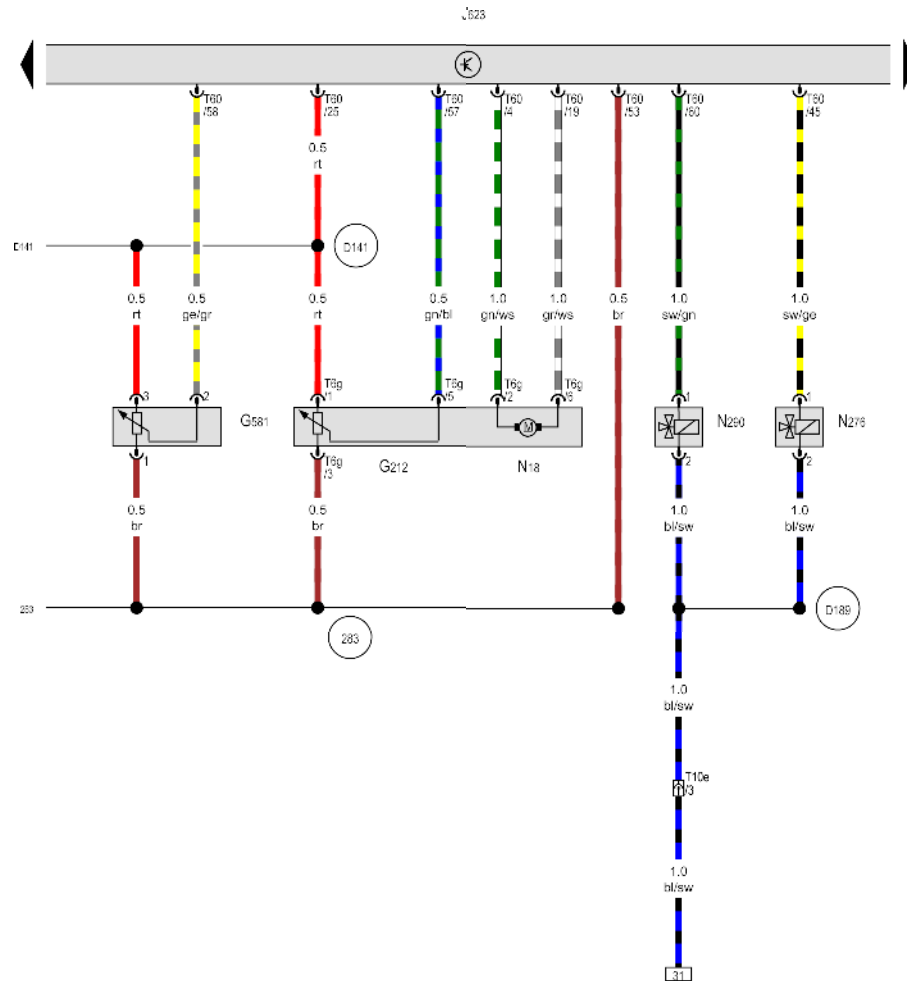 J623
T60 T60 T60 T60 T60 T60 T60 T60
/58 /25 /57 /4 /19 /53 /60 /45
0.5
rt
D141 D141
0.5 0.5 0.5 0.5 1.0 1.0 0.5 1.0 1.0
rt ge/gr rt gn/bl gn/ws gr/ws br sw/gn sw/ge
3 2 T6g/1 T6g/5 T6g/2 T6g/6 1 1
G581 M N290 N276
1 T6g/3 G212 N18 2 2
0.5 0.5 1.0 1.0
br br bl/sw bl/sw
283 D189
283
1.0
bl/sw
T10e
/3
1.0
bl/sw
31